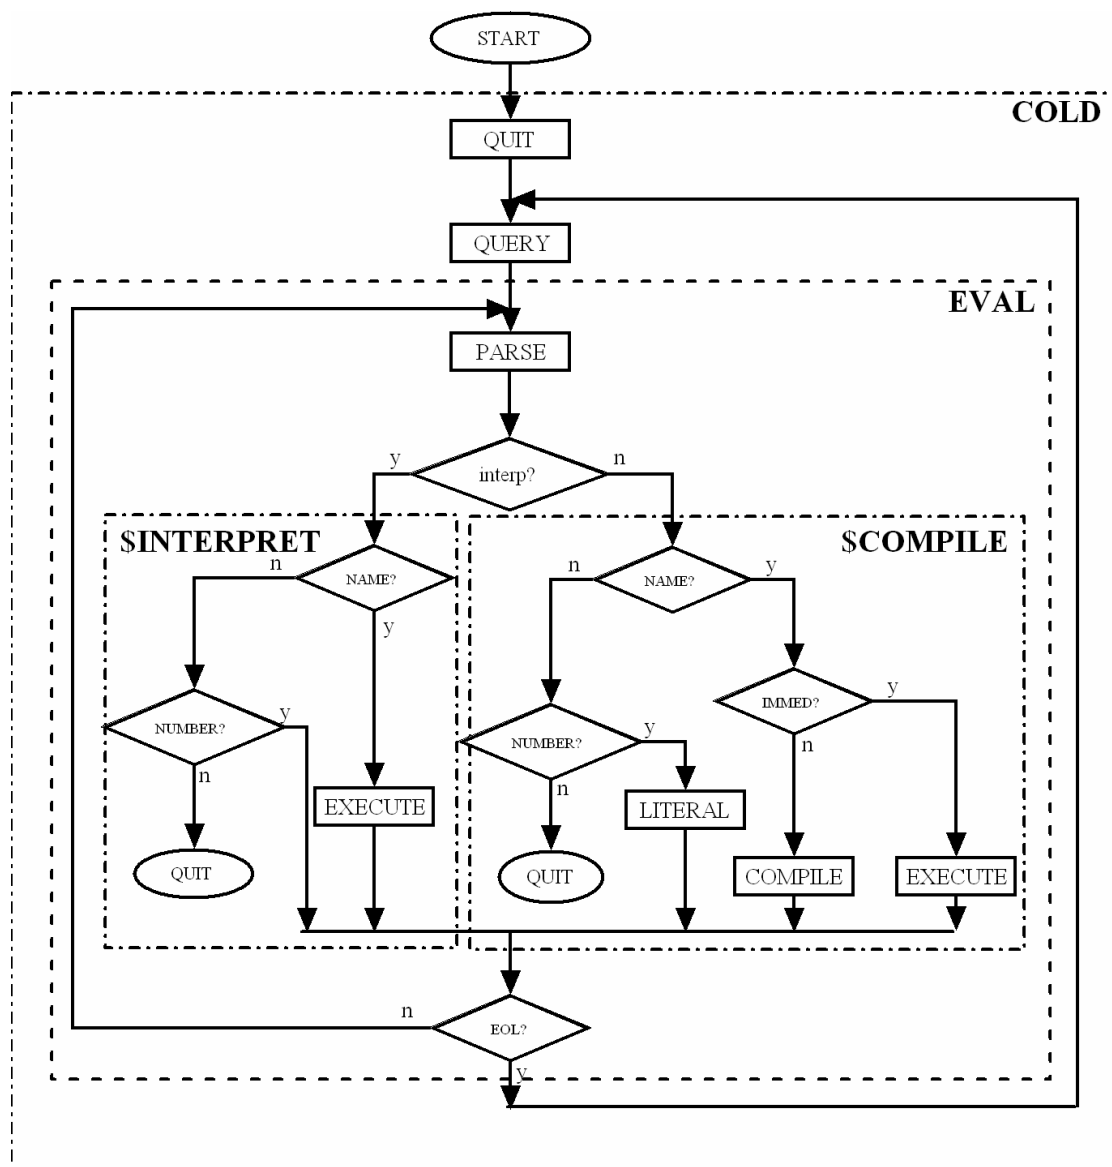 START
COLD
QUIT
QUERY
EVAL
PARSE
y
interp?
n
$INTERPRET
n
NAME?
y
NUMBER?
y
n
EXECUTE
QUIT
$COMPILE
n
NAME?
y
IMMED?
y
n
NUMBER?
y
n
LITERAL
QUIT
COMPILE
EXECUTE
n
EOL?
y